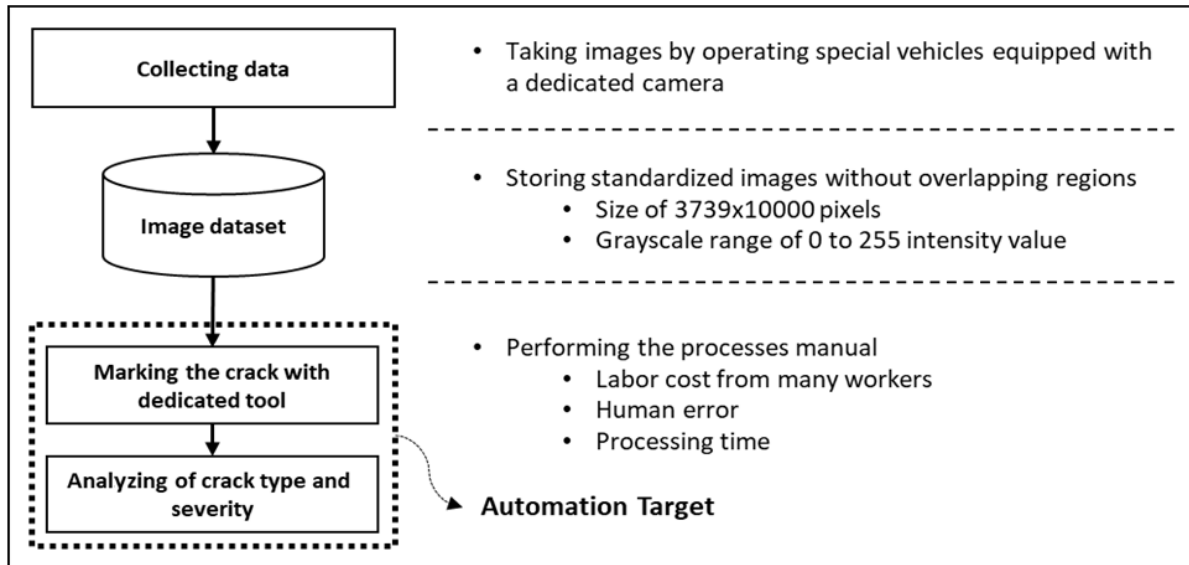 Collecting data
• Taking images by operating special vehicles equipped with
a dedicated camera
Image dataset
• Storing standardized images without overlapping regions
• Size of 3739x10000 pixels
• Grayscale range of 0 to 255 intensity value
Marking the crack with
dedicated tool
Analyzing of crack type and
severity
• Performing the processes manual
• Labor cost from many workers
• Human error
• Processing time
Automation Target